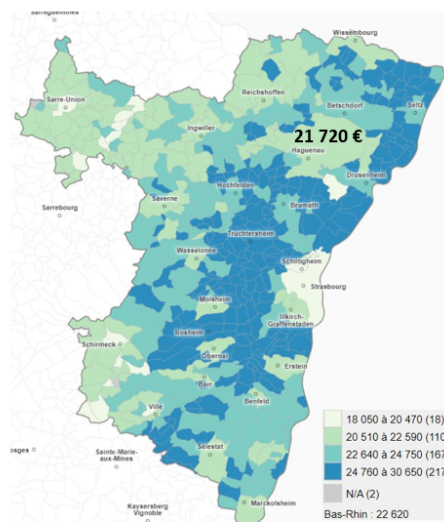 Wissembourg
Sarre-Union
Reichshoffen
Betschdorf
Seltz
Ingwiller
21 720 €
Haguenau
Drusenheim
Hochfelden
Saverne
Brumath
Sarrebourg
Truchtersheim
Wasselonne
Schiltigheim
Strasbourg
Molsheim
Illkirch-
Graffenstaden
Rosheim
Schirmeck
Obernai
Erstein
Barr
Benfeld
Villé
Sélestat
Sainte-Marie-
aux-Mines
Marckolsheim
Kaysersberg
Vignoble
18 050 à 20 470 (18)
20 510 à 22 590 (110
22 640 à 24 750 (167
24 760 à 30 650 (217
N/A (2)
Bas-Rhin : 22 620